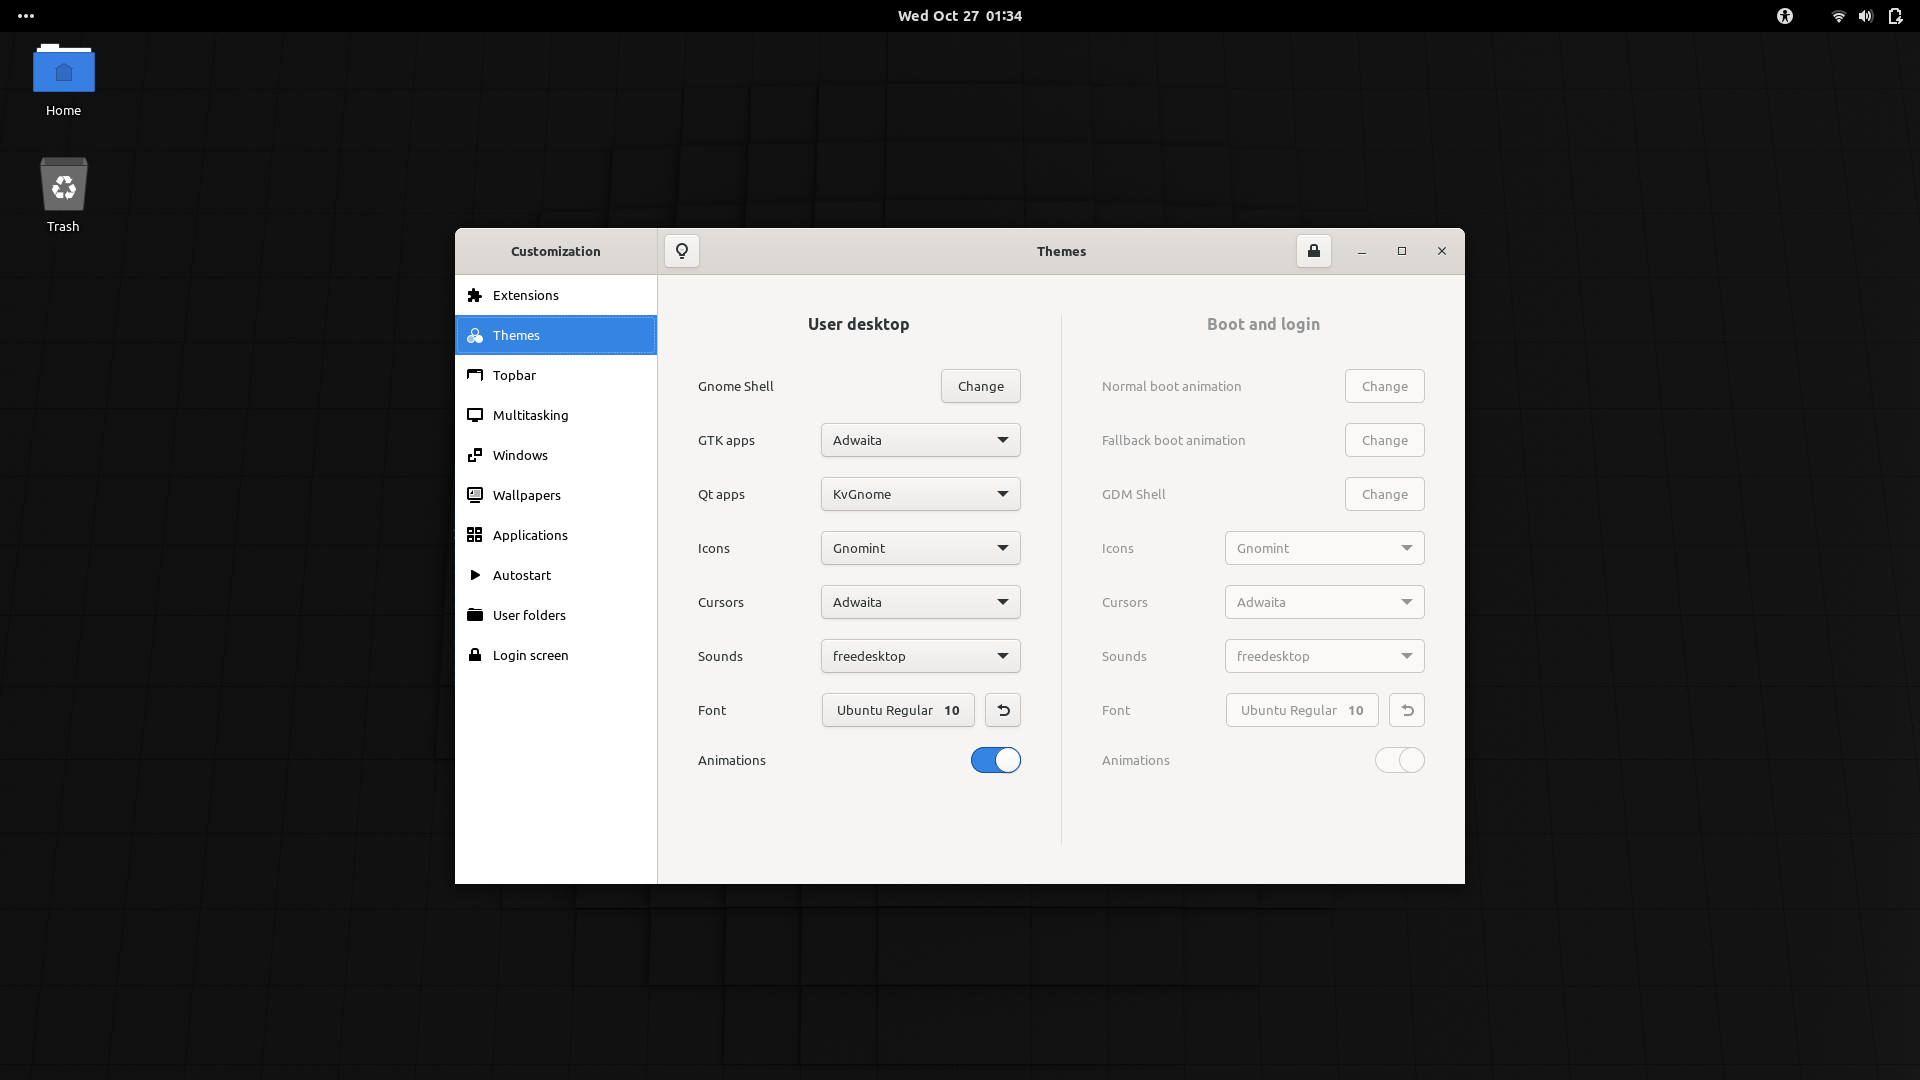 Wed Oct 27 01:34
Home
Trash
Customization
Themes
Extensions
Themes
Topbar
Multitasking
Windows
Wallpapers
Applications
Autostart
User folders
Login screen
User desktop
Gnome Shell Change
GTK apps Adwaita
Qt apps KvGnome
Icons Gnomint
Cursors Adwaita
Sounds freedesktop
Font Ubuntu Regular 10
Animations
Boot and login
Normal boot animation Change
Fallback boot animation Change
GDM Shell Change
Icons Gnomint
Cursors Adwaita
Sounds freedesktop
Font Ubuntu Regular 10
Animations